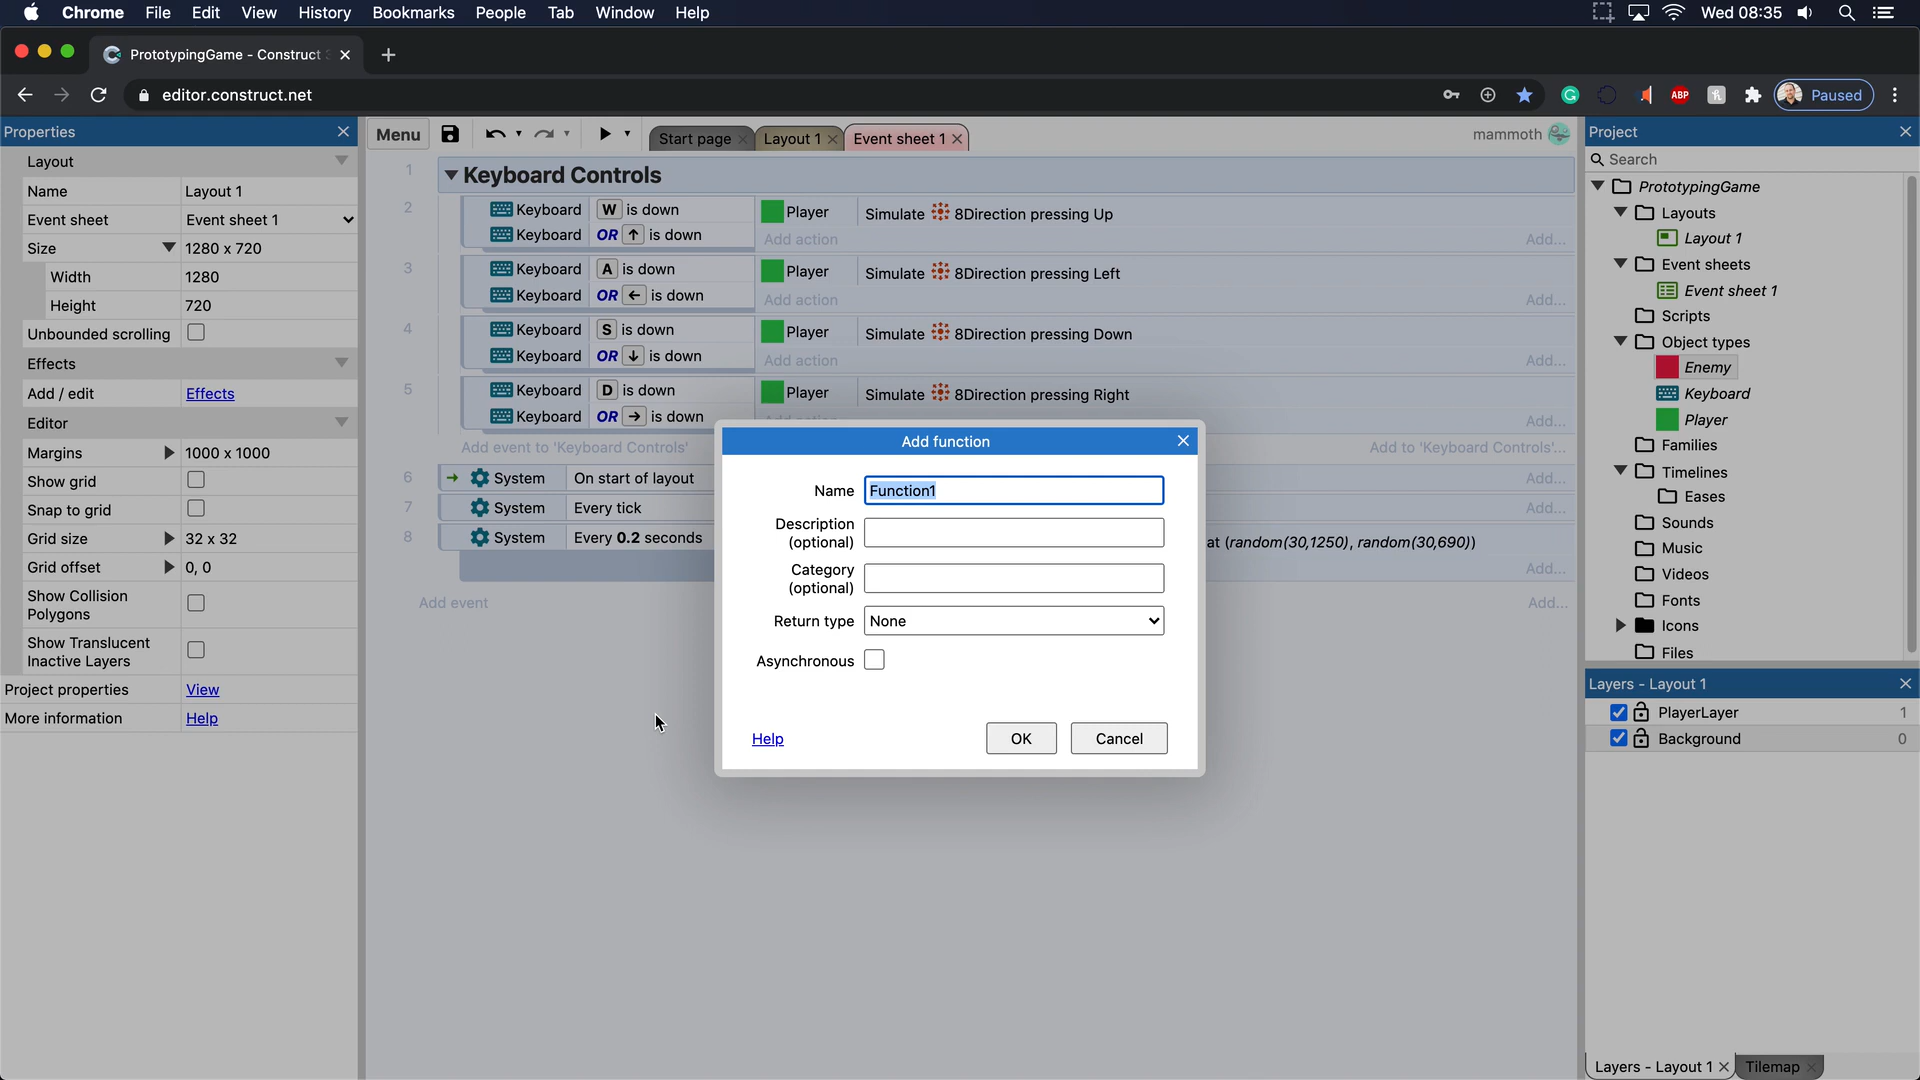 Chrome File Edit View History Bookmarks People Tab Window Help
Wed 08:35
PrototypingGame - Construct 3
editor.construct.net
ABP
Paused
Properties
Layout
Name Layout 1
Event sheet Event sheet 1
Size 1280 x 720
Width 1280
Height 720
Unbounded scrolling
Effects
Add / edit Effects
Editor
Margins 1000 x 1000
Show grid
Snap to grid
Grid size 32 x 32
Grid offset 0, 0
Show Collision
Polygons
Show Translucent
Inactive Layers
Project properties View
More information Help
Menu
Start page Layout 1 Event sheet 1
mammoth
1 Keyboard Controls
2 Keyboard W is down Player Simulate 8Direction pressing Up
Keyboard OR ↑ is down Add action Add...
3 Keyboard A is down Player Simulate 8Direction pressing Left
Keyboard OR ← is down Add action Add...
4 Keyboard S is down Player Simulate 8Direction pressing Down
Keyboard OR ↓ is down Add action Add...
5 Keyboard D is down Player Simulate 8Direction pressing Right
Keyboard OR → is down Add action Add...
Add event to 'Keyboard Controls' Add to 'Keyboard Controls'...
6 System On start of layout Add...
7 System Every tick Add...
8 System Every 0.2 seconds at (random(30,1250), random(30,690))
Add...
Add event Add...
Add function
Name Function1
Description
(optional)
Category
(optional)
Return type None
Asynchronous
Help OK Cancel
Project
Search
PrototypingGame
Layouts
Layout 1
Event sheets
Event sheet 1
Scripts
Object types
Enemy
Keyboard
Player
Families
Timelines
Eases
Sounds
Music
Videos
Fonts
Icons
Files
Layers - Layout 1
PlayerLayer 1
Background 0
Layers - Layout 1 Tilemap